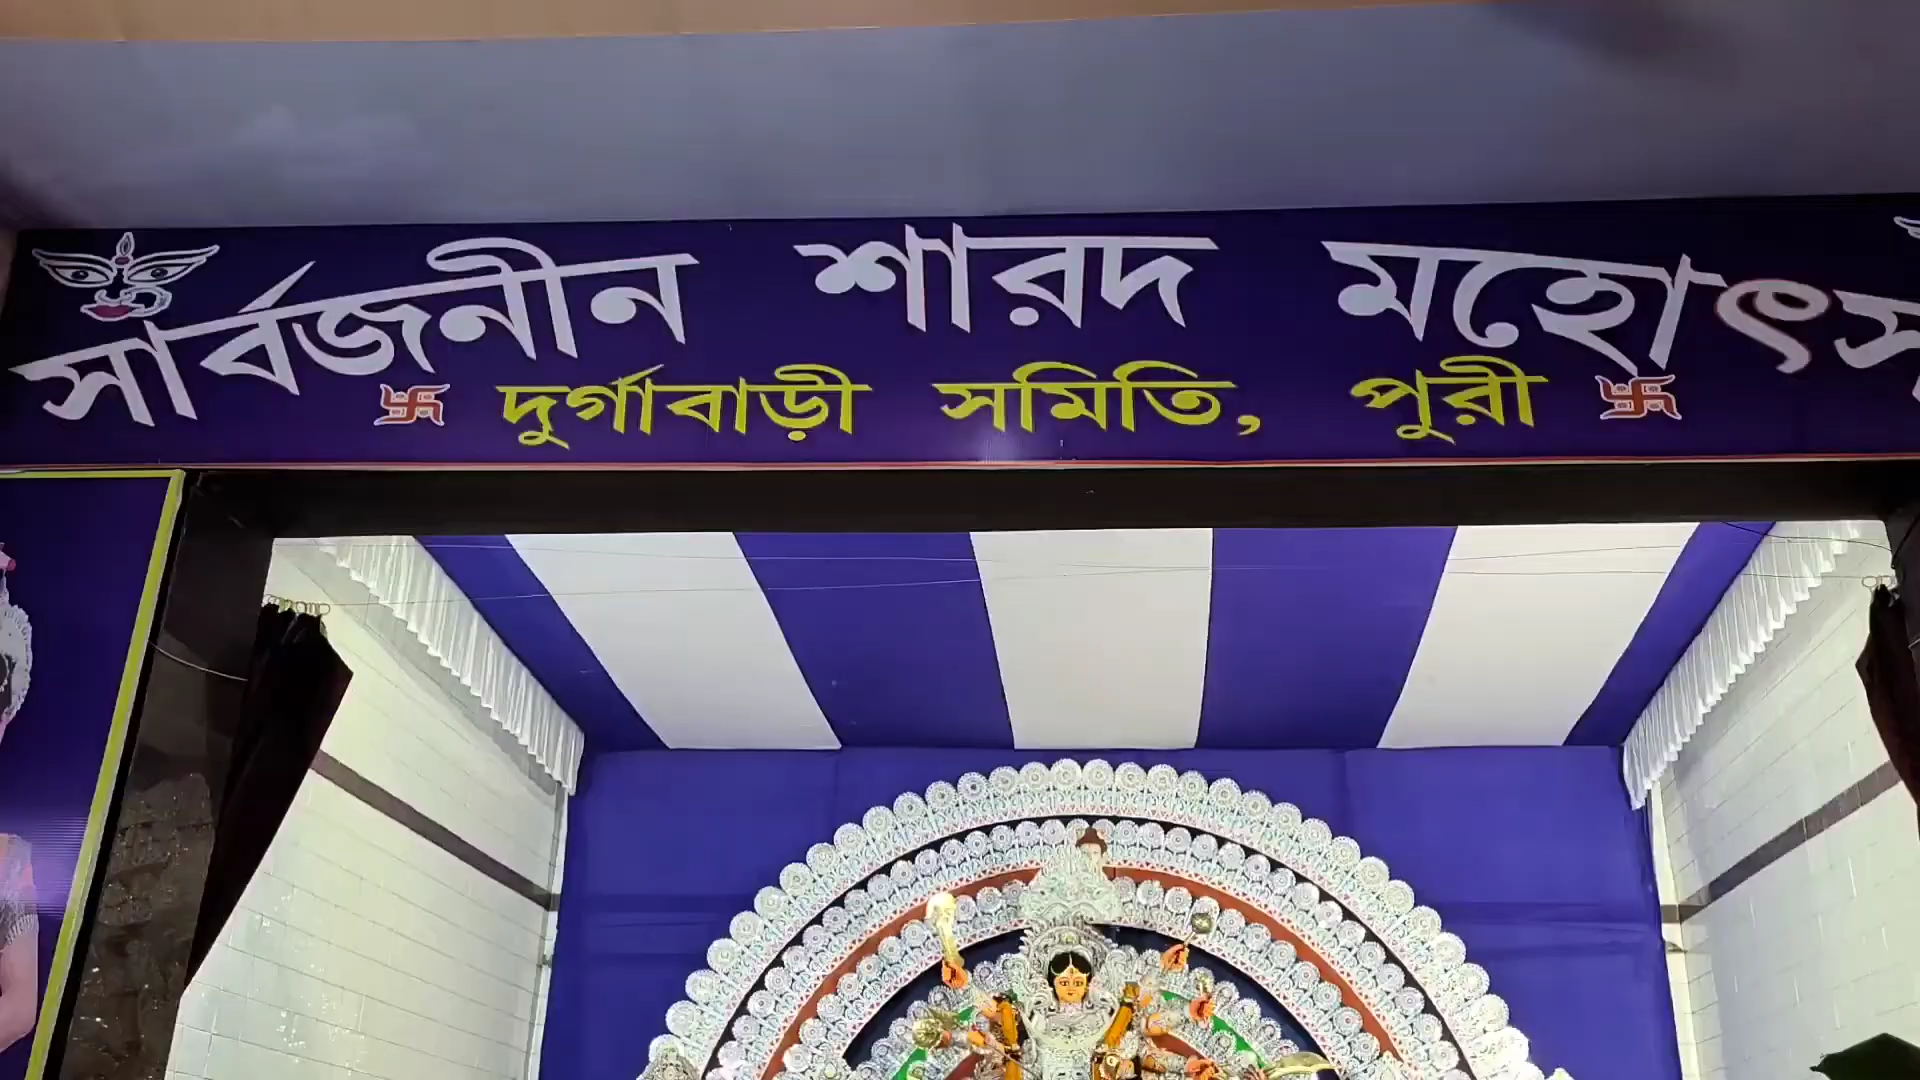 সার্বজনীন শারদ মহোৎস
দুর্গাবাড়ী সমিতি, পুরী